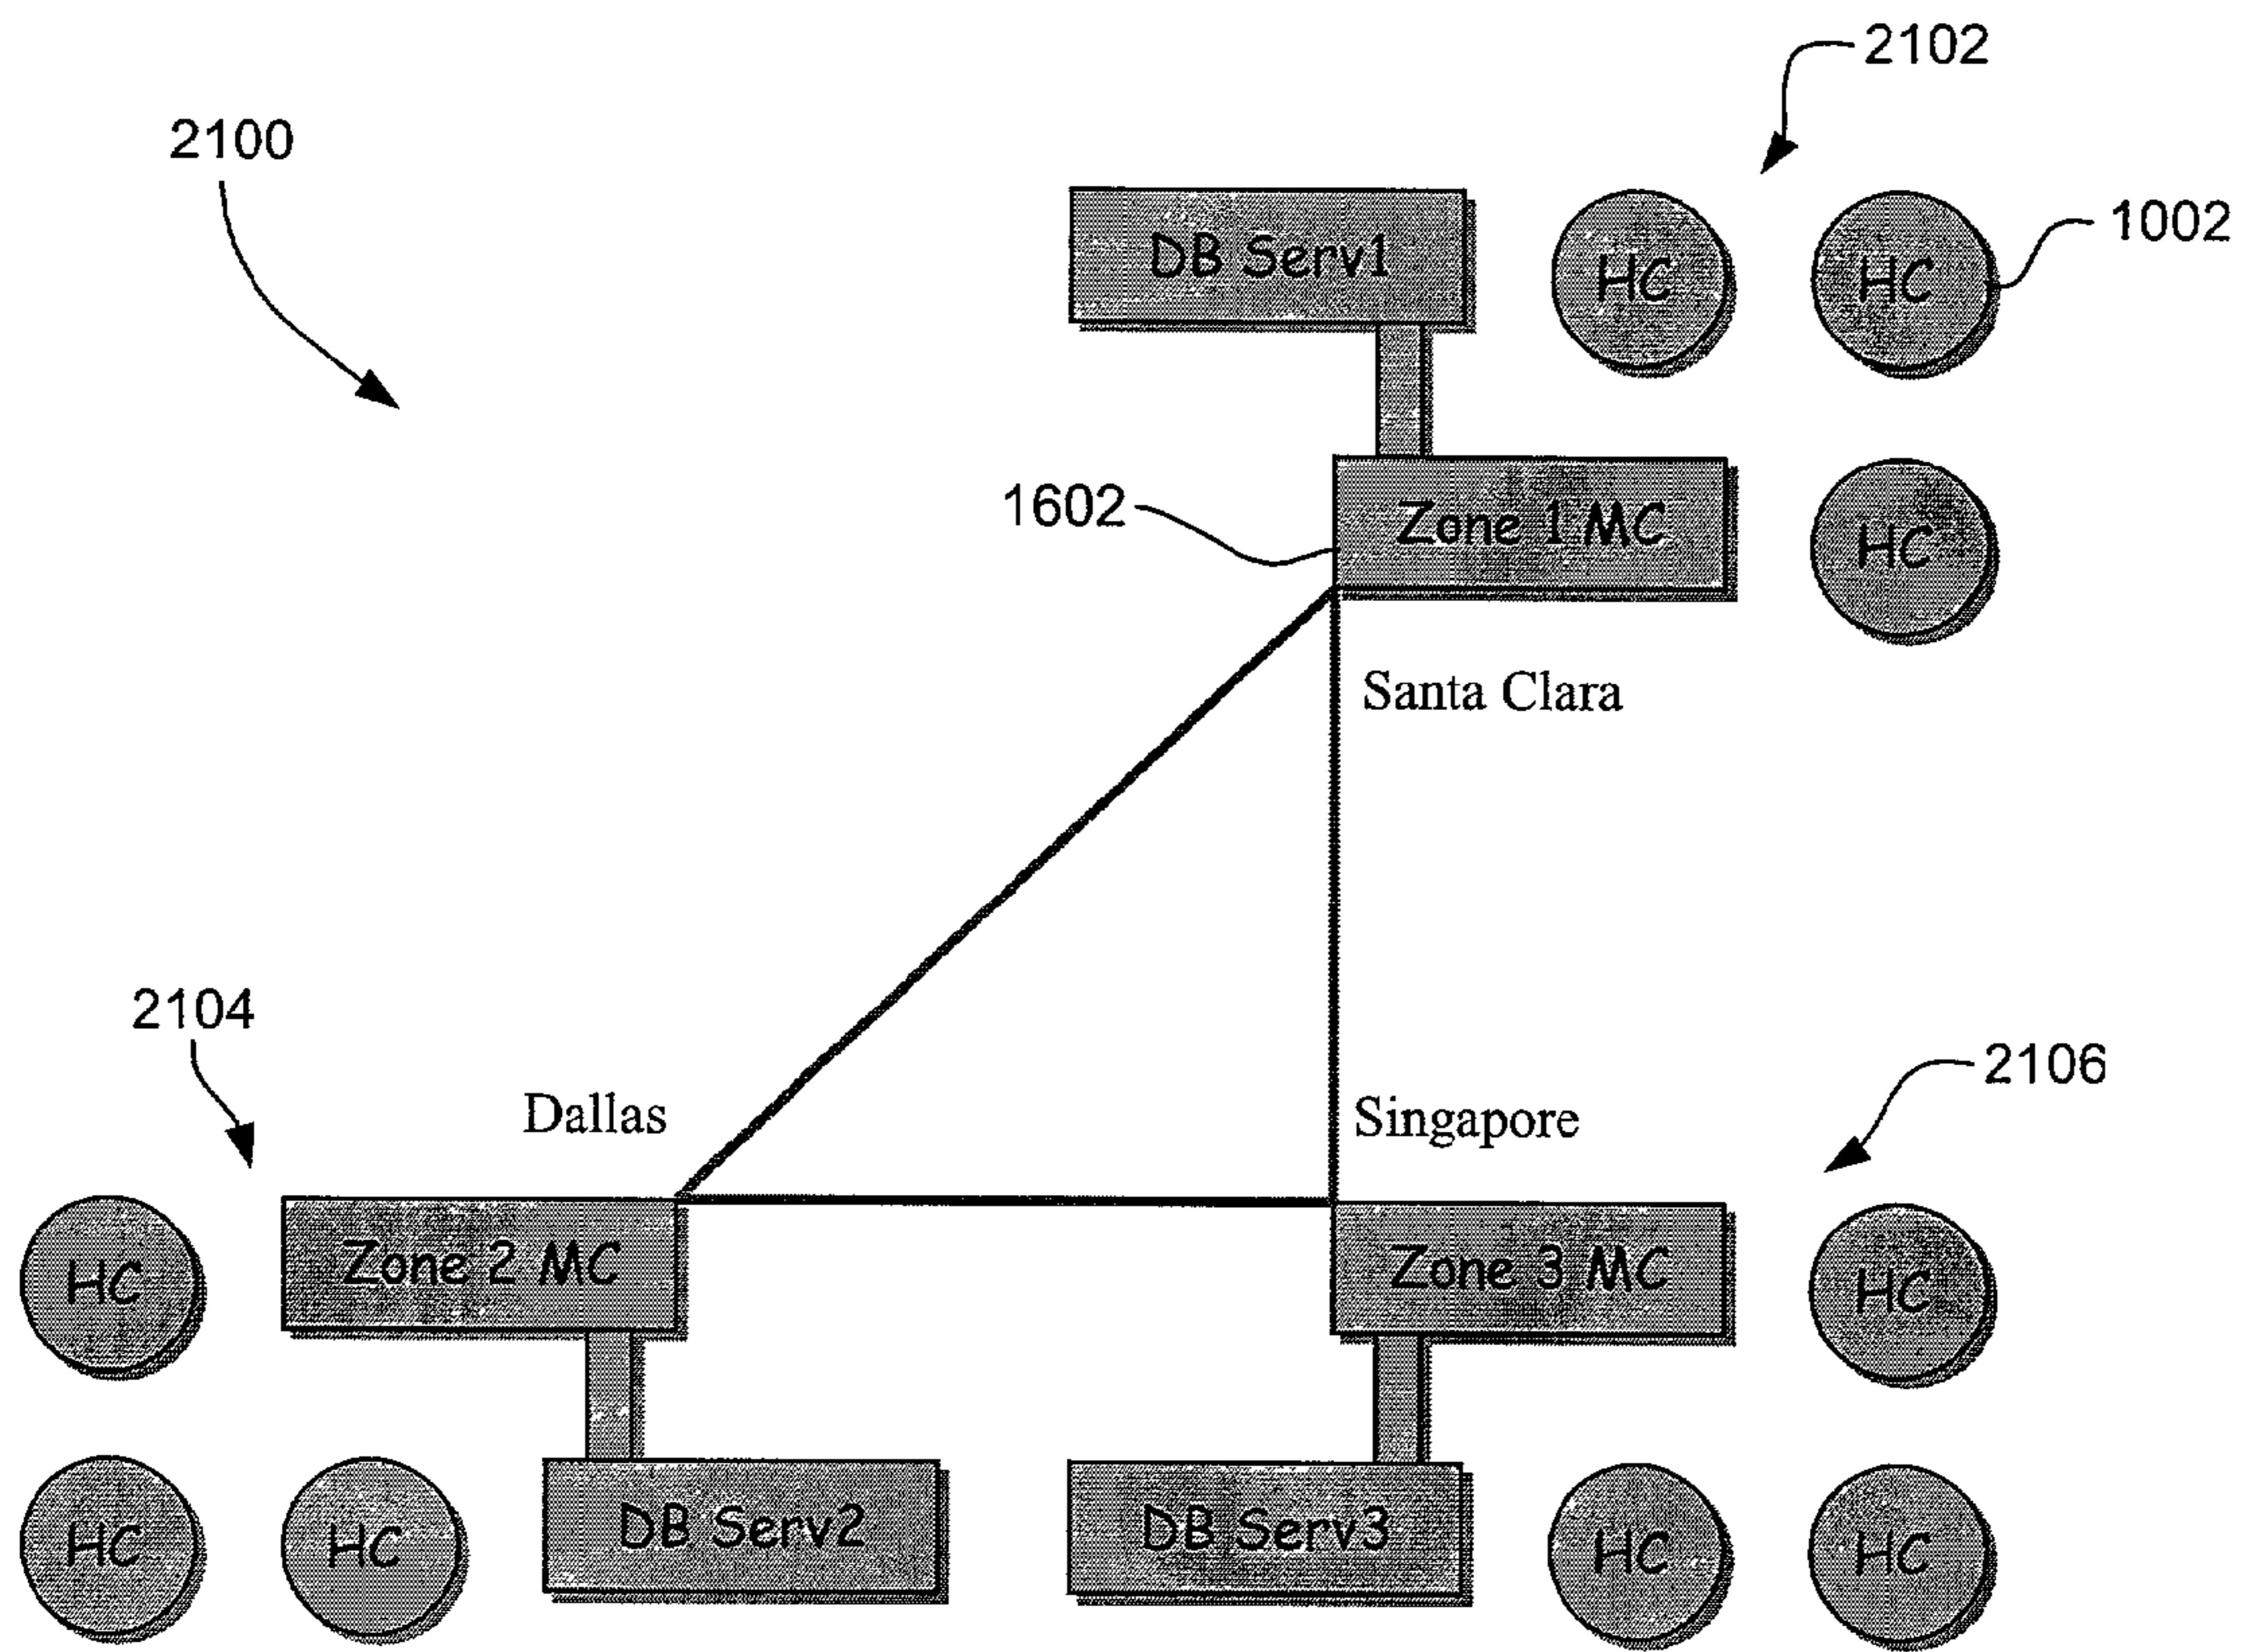 2102
2100
1002
DB Serv1
HC
HC
1602
Zone 1 MC
HC
Santa Clara
2104
2106
Dallas
Singapore
HC
Zone 2 MC
Zone 3 MC
HC
HC
HC
DB Serv2
DB Serv3
HC
HC